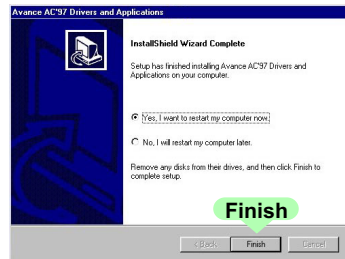 Avance AC'97 Drivers and Applications
InstallShield Wizard Complete
Setup has finished installing Avance AC'97 Drivers and
Applications on your computer.
Yes, I want to restart my computer now.
No, I will restart my computer later.
Remove any disks from their drives, and then click Finish to
complete setup.
Finish
< Back Finish Cancel